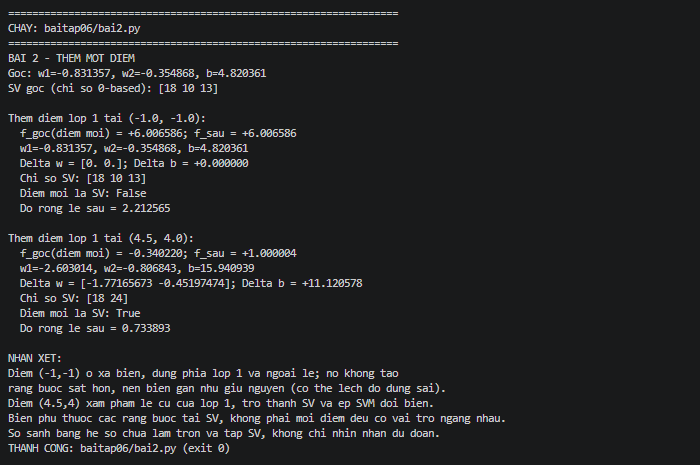 =================================================================
CHAY: baitap06/bai2.py
=================================================================
BAI 2 - THEM MOT DIEM
Goc: w1=-0.831357, w2=-0.354868, b=4.820361
SV goc (chi so 0-based): [18 10 13]

Them diem lop 1 tai (-1.0, -1.0):
  f_goc(diem moi) = +6.006586; f_sau = +6.006586
  w1=-0.831357, w2=-0.354868, b=4.820361
  Delta w = [0. 0.]; Delta b = +0.000000
  Chi so SV: [18 10 13]
  Diem moi la SV: False
  Do rong le sau = 2.212565

Them diem lop 1 tai (4.5, 4.0):
  f_goc(diem moi) = -0.340220; f_sau = +1.000004
  w1=-2.603014, w2=-0.806843, b=15.940939
  Delta w = [-1.77165673 -0.45197474]; Delta b = +11.120578
  Chi so SV: [18 24]
  Diem moi la SV: True
  Do rong le sau = 0.733893

NHAN XET:
Diem (-1,-1) o xa bien, dung phia lop 1 va ngoai le; no khong tao
rang buoc sat hon, nen bien gan nhu giu nguyen (co the lech do dung sai).
Diem (4.5,4) xam pham le cu cua lop 1, tro thanh SV va ep SVM doi bien.
Bien phu thuoc cac rang buoc tai SV, khong phai moi diem deu co vai tro ngang nhau.
So sanh bang he so chua lam tron va tap SV, khong chi nhin nhan du doan.
THANH CONG: baitap06/bai2.py (exit 0)